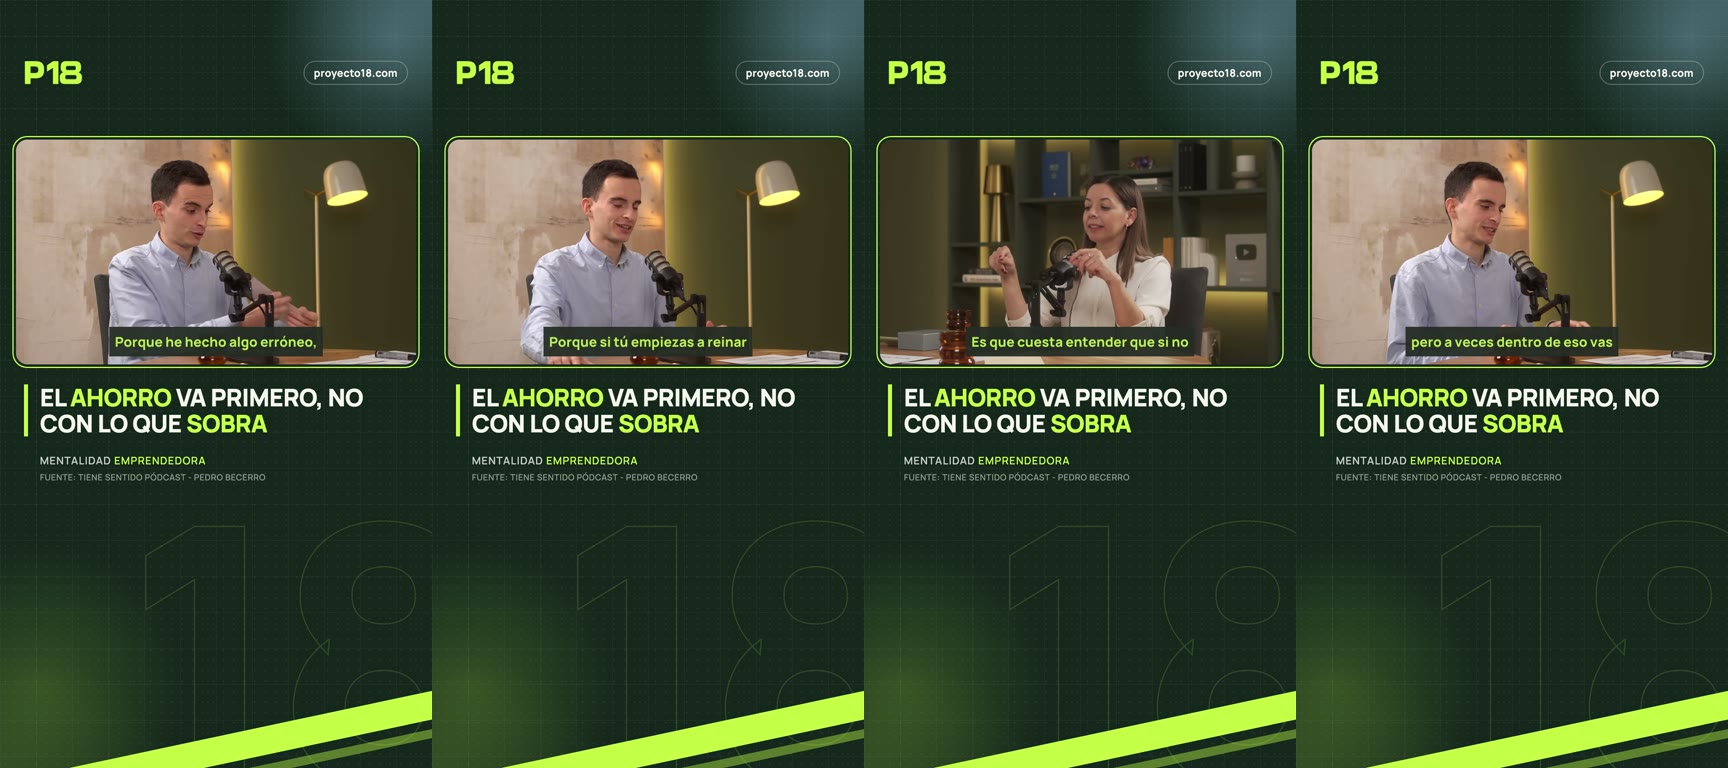 P18
proyecto18.com
Porque he hecho algo erróneo,
EL AHORRO VA PRIMERO, NO
CON LO QUE SOBRA
MENTALIDAD EMPRENDEDORA
FUENTE: TIENE SENTIDO PÓDCAST - PEDRO BECERRO
18
P18
proyecto18.com
Porque si tú empiezas a reinar
EL AHORRO VA PRIMERO, NO
CON LO QUE SOBRA
MENTALIDAD EMPRENDEDORA
FUENTE: TIENE SENTIDO PÓDCAST - PEDRO BECERRO
18
P18
proyecto18.com
Es que cuesta entender que si no
EL AHORRO VA PRIMERO, NO
CON LO QUE SOBRA
MENTALIDAD EMPRENDEDORA
FUENTE: TIENE SENTIDO PÓDCAST - PEDRO BECERRO
18
P18
proyecto18.com
pero a veces dentro de eso vas
EL AHORRO VA PRIMERO, NO
CON LO QUE SOBRA
MENTALIDAD EMPRENDEDORA
FUENTE: TIENE SENTIDO PÓDCAST - PEDRO BECERRO
18